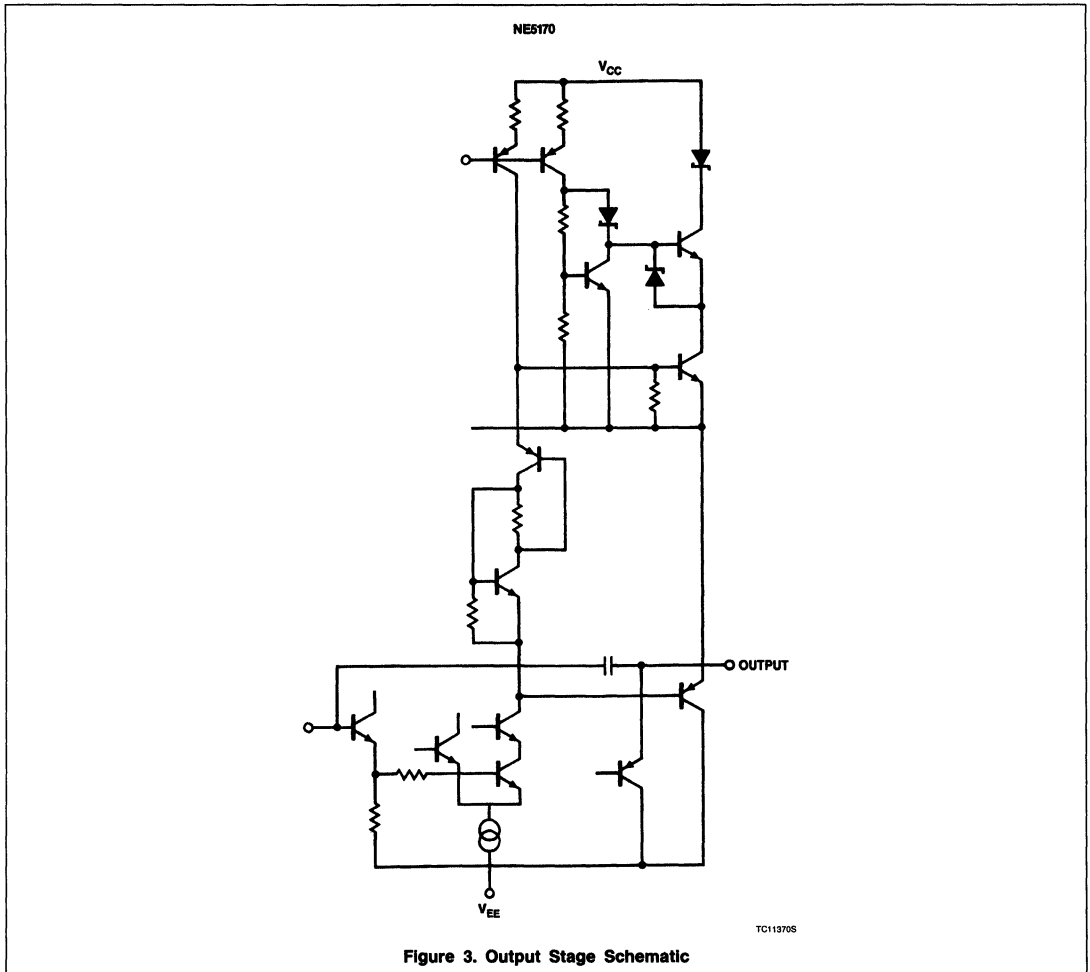 NE5170
VCC
OUTPUT
VEE
TC11370S
Figure 3. Output Stage Schematic